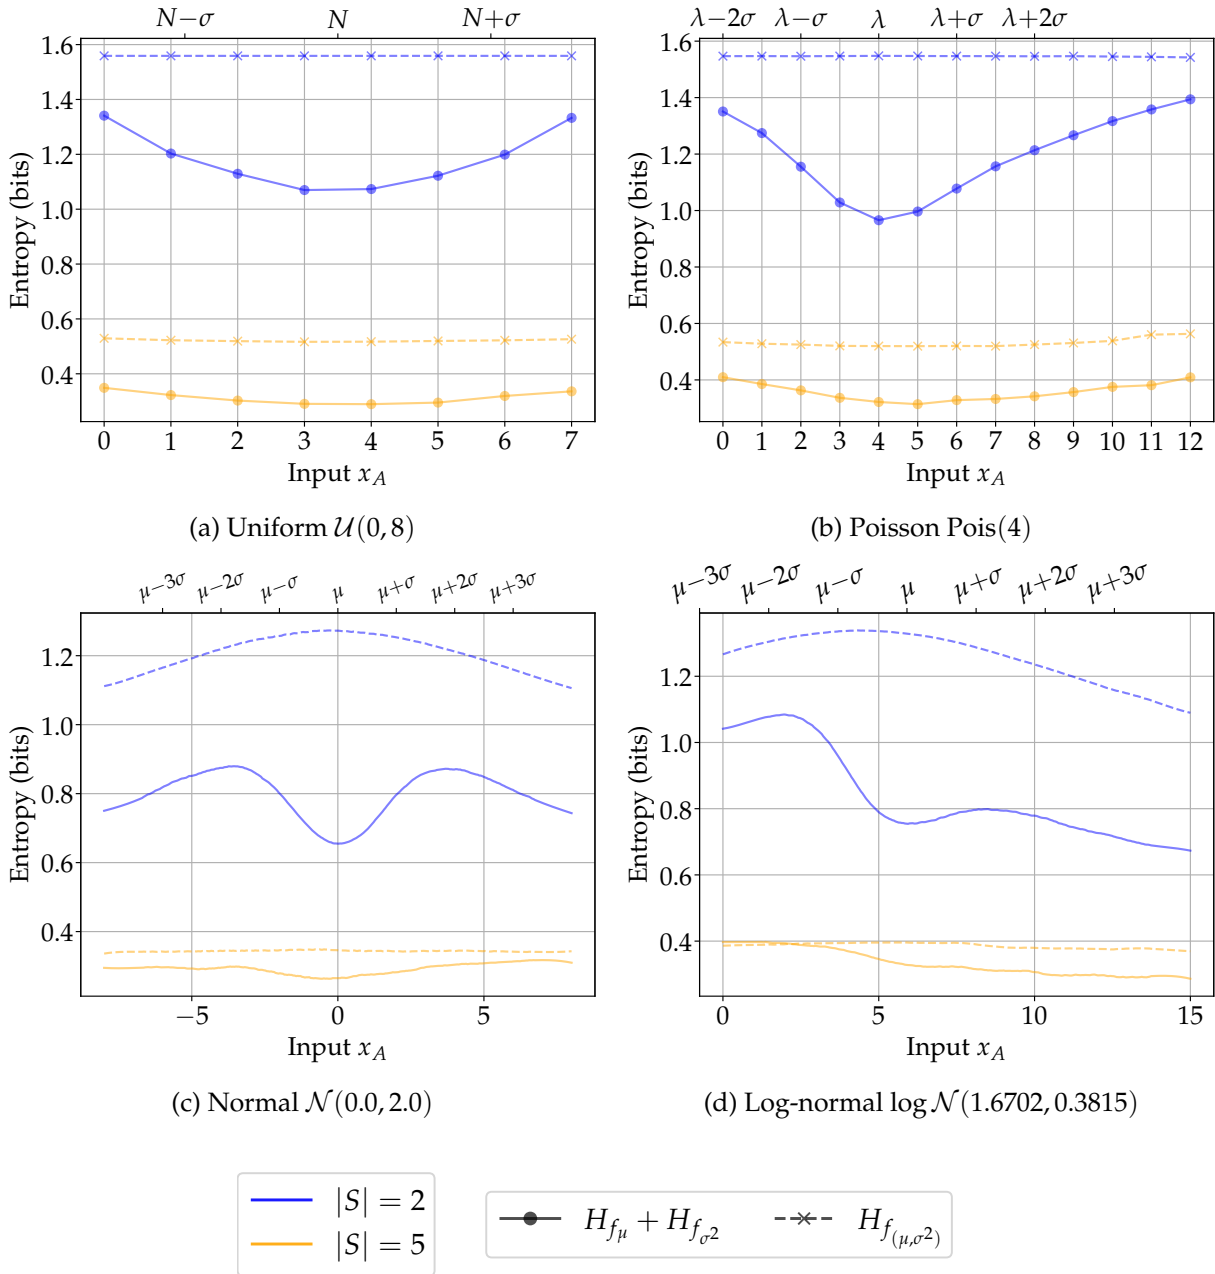 N−σ N N+σ
1.6
1.4
1.2
1.0
0.8
0.6
0.4
Entropy (bits)
0 1 2 3 4 5 6 7
Input x_A
(a) Uniform 𝒰(0, 8)
λ−2σ λ−σ λ λ+σ λ+2σ
1.6
1.4
1.2
1.0
0.8
0.6
0.4
Entropy (bits)
0 1 2 3 4 5 6 7 8 9 10 11 12
Input x_A
(b) Poisson Pois(4)
μ−3σ μ−2σ μ−σ μ μ+σ μ+2σ μ+3σ
1.2
1.0
0.8
0.6
0.4
Entropy (bits)
−5 0 5
Input x_A
(c) Normal 𝒩(0.0, 2.0)
μ−3σ μ−2σ μ−σ μ μ+σ μ+2σ μ+3σ
1.2
1.0
0.8
0.6
0.4
Entropy (bits)
0 5 10 15
Input x_A
(d) Log-normal log 𝒩(1.6702, 0.3815)
|S| = 2
|S| = 5
H_{f_μ} + H_{f_{σ²}} H_{f_{(μ,σ²)}}